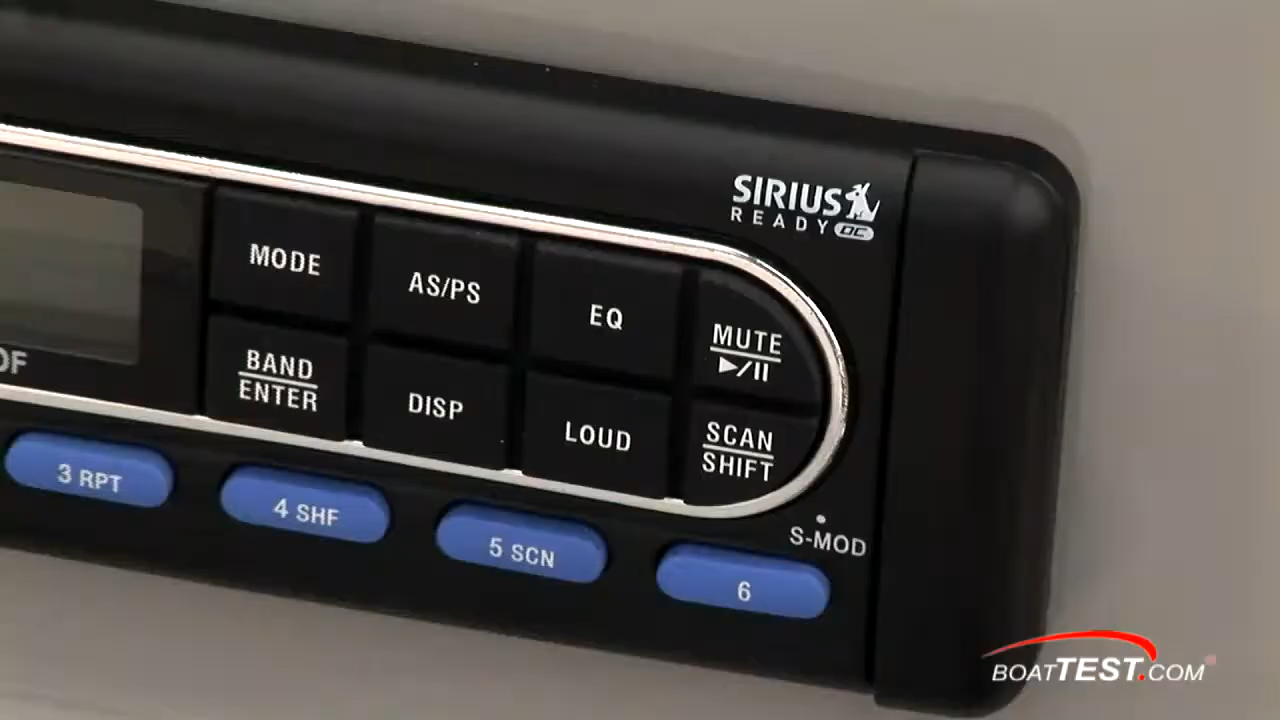 SIRIUS
READY QC
MODE
AS/PS
EQ
MUTE
▶/II
BAND
ENTER
DISP
LOUD
SCAN
SHIFT
3 RPT
4 SHF
5 SCN
6
S-MOD
BOATTEST.COM